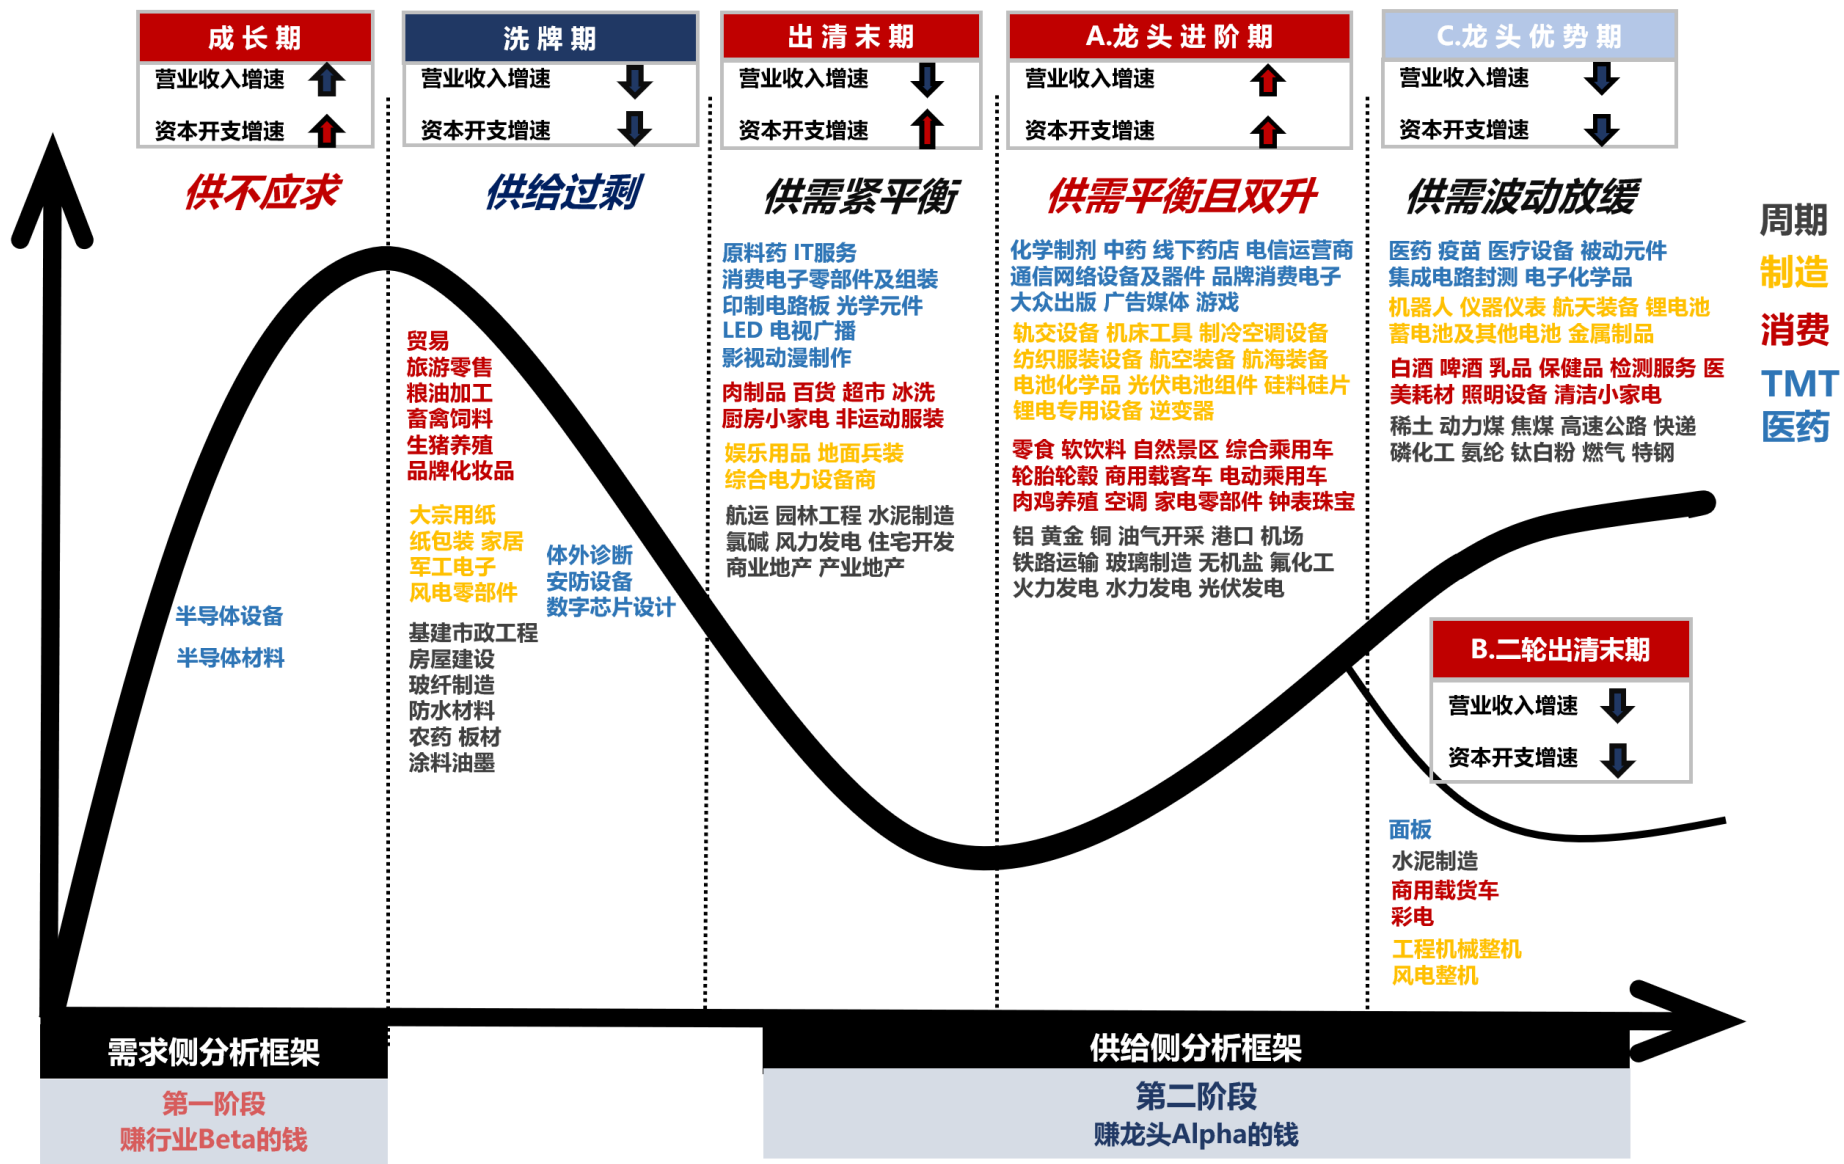 成长期
营业收入增速
资本开支增速
供不应求
半导体设备
半导体材料
洗牌期
营业收入增速
资本开支增速
供给过剩
贸易
旅游零售
粮油加工
畜禽饲料
生猪养殖
品牌化妆品
大宗用纸
纸包装 家居
军工电子
风电零部件
体外诊断
安防设备
数字芯片设计
基建市政工程
房屋建设
玻纤制造
防水材料
农药 板材
涂料油墨
出清末期
营业收入增速
资本开支增速
供需紧平衡
原料药 IT服务
消费电子零部件及组装
印制电路板 光学元件
LED 电视广播
影视动漫制作
肉制品 百货 超市 冰洗
厨房小家电 非运动服装
娱乐用品 地面兵装
综合电力设备商
航运 园林工程 水泥制造
氯碱 风力发电 住宅开发
商业地产 产业地产
A.龙头进阶期
营业收入增速
资本开支增速
供需平衡且双升
化学制剂 中药 线下药店 电信运营商
通信网络设备及器件 品牌消费电子
大众出版 广告媒体 游戏
轨交设备 机床工具 制冷空调设备
纺织服装设备 航空装备 航海装备
电池化学品 光伏电池组件 硅料硅片
锂电专用设备 逆变器
零食 软饮料 自然景区 综合乘用车
轮胎轮毂 商用载客车 电动乘用车
肉鸡养殖 空调 家电零部件 钟表珠宝
铝 黄金 铜 油气开采 港口 机场
铁路运输 玻璃制造 无机盐 氟化工
火力发电 水力发电 光伏发电
C.龙头优势期
营业收入增速
资本开支增速
供需波动放缓
医药 疫苗 医疗设备 被动元件
集成电路封测 电子化学品
机器人 仪器仪表 航天装备 锂电池
蓄电池及其他电池 金属制品
白酒 啤酒 乳品 保健品 检测服务 医
美耗材 照明设备 清洁小家电
稀土 动力煤 焦煤 高速公路 快递
磷化工 氨纶 钛白粉 燃气 特钢
B.二轮出清末期
营业收入增速
资本开支增速
面板
水泥制造
商用载货车
彩电
工程机械整机
风电整机
周期
制造
消费
TMT
医药
需求侧分析框架
第一阶段
赚行业Beta的钱
供给侧分析框架
第二阶段
赚龙头Alpha的钱